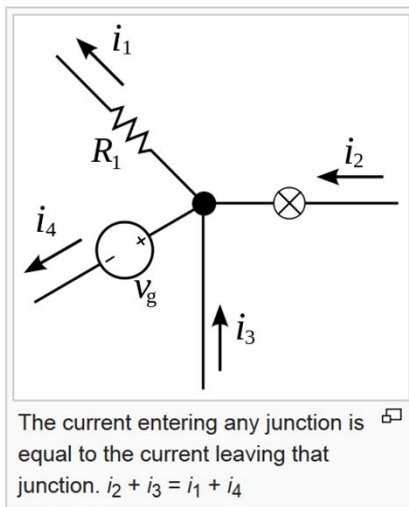 i₁
R₁
i₂
i₄
+
−
v_g
i₃
The current entering any junction is
equal to the current leaving that
junction. i₂ + i₃ = i₁ + i₄